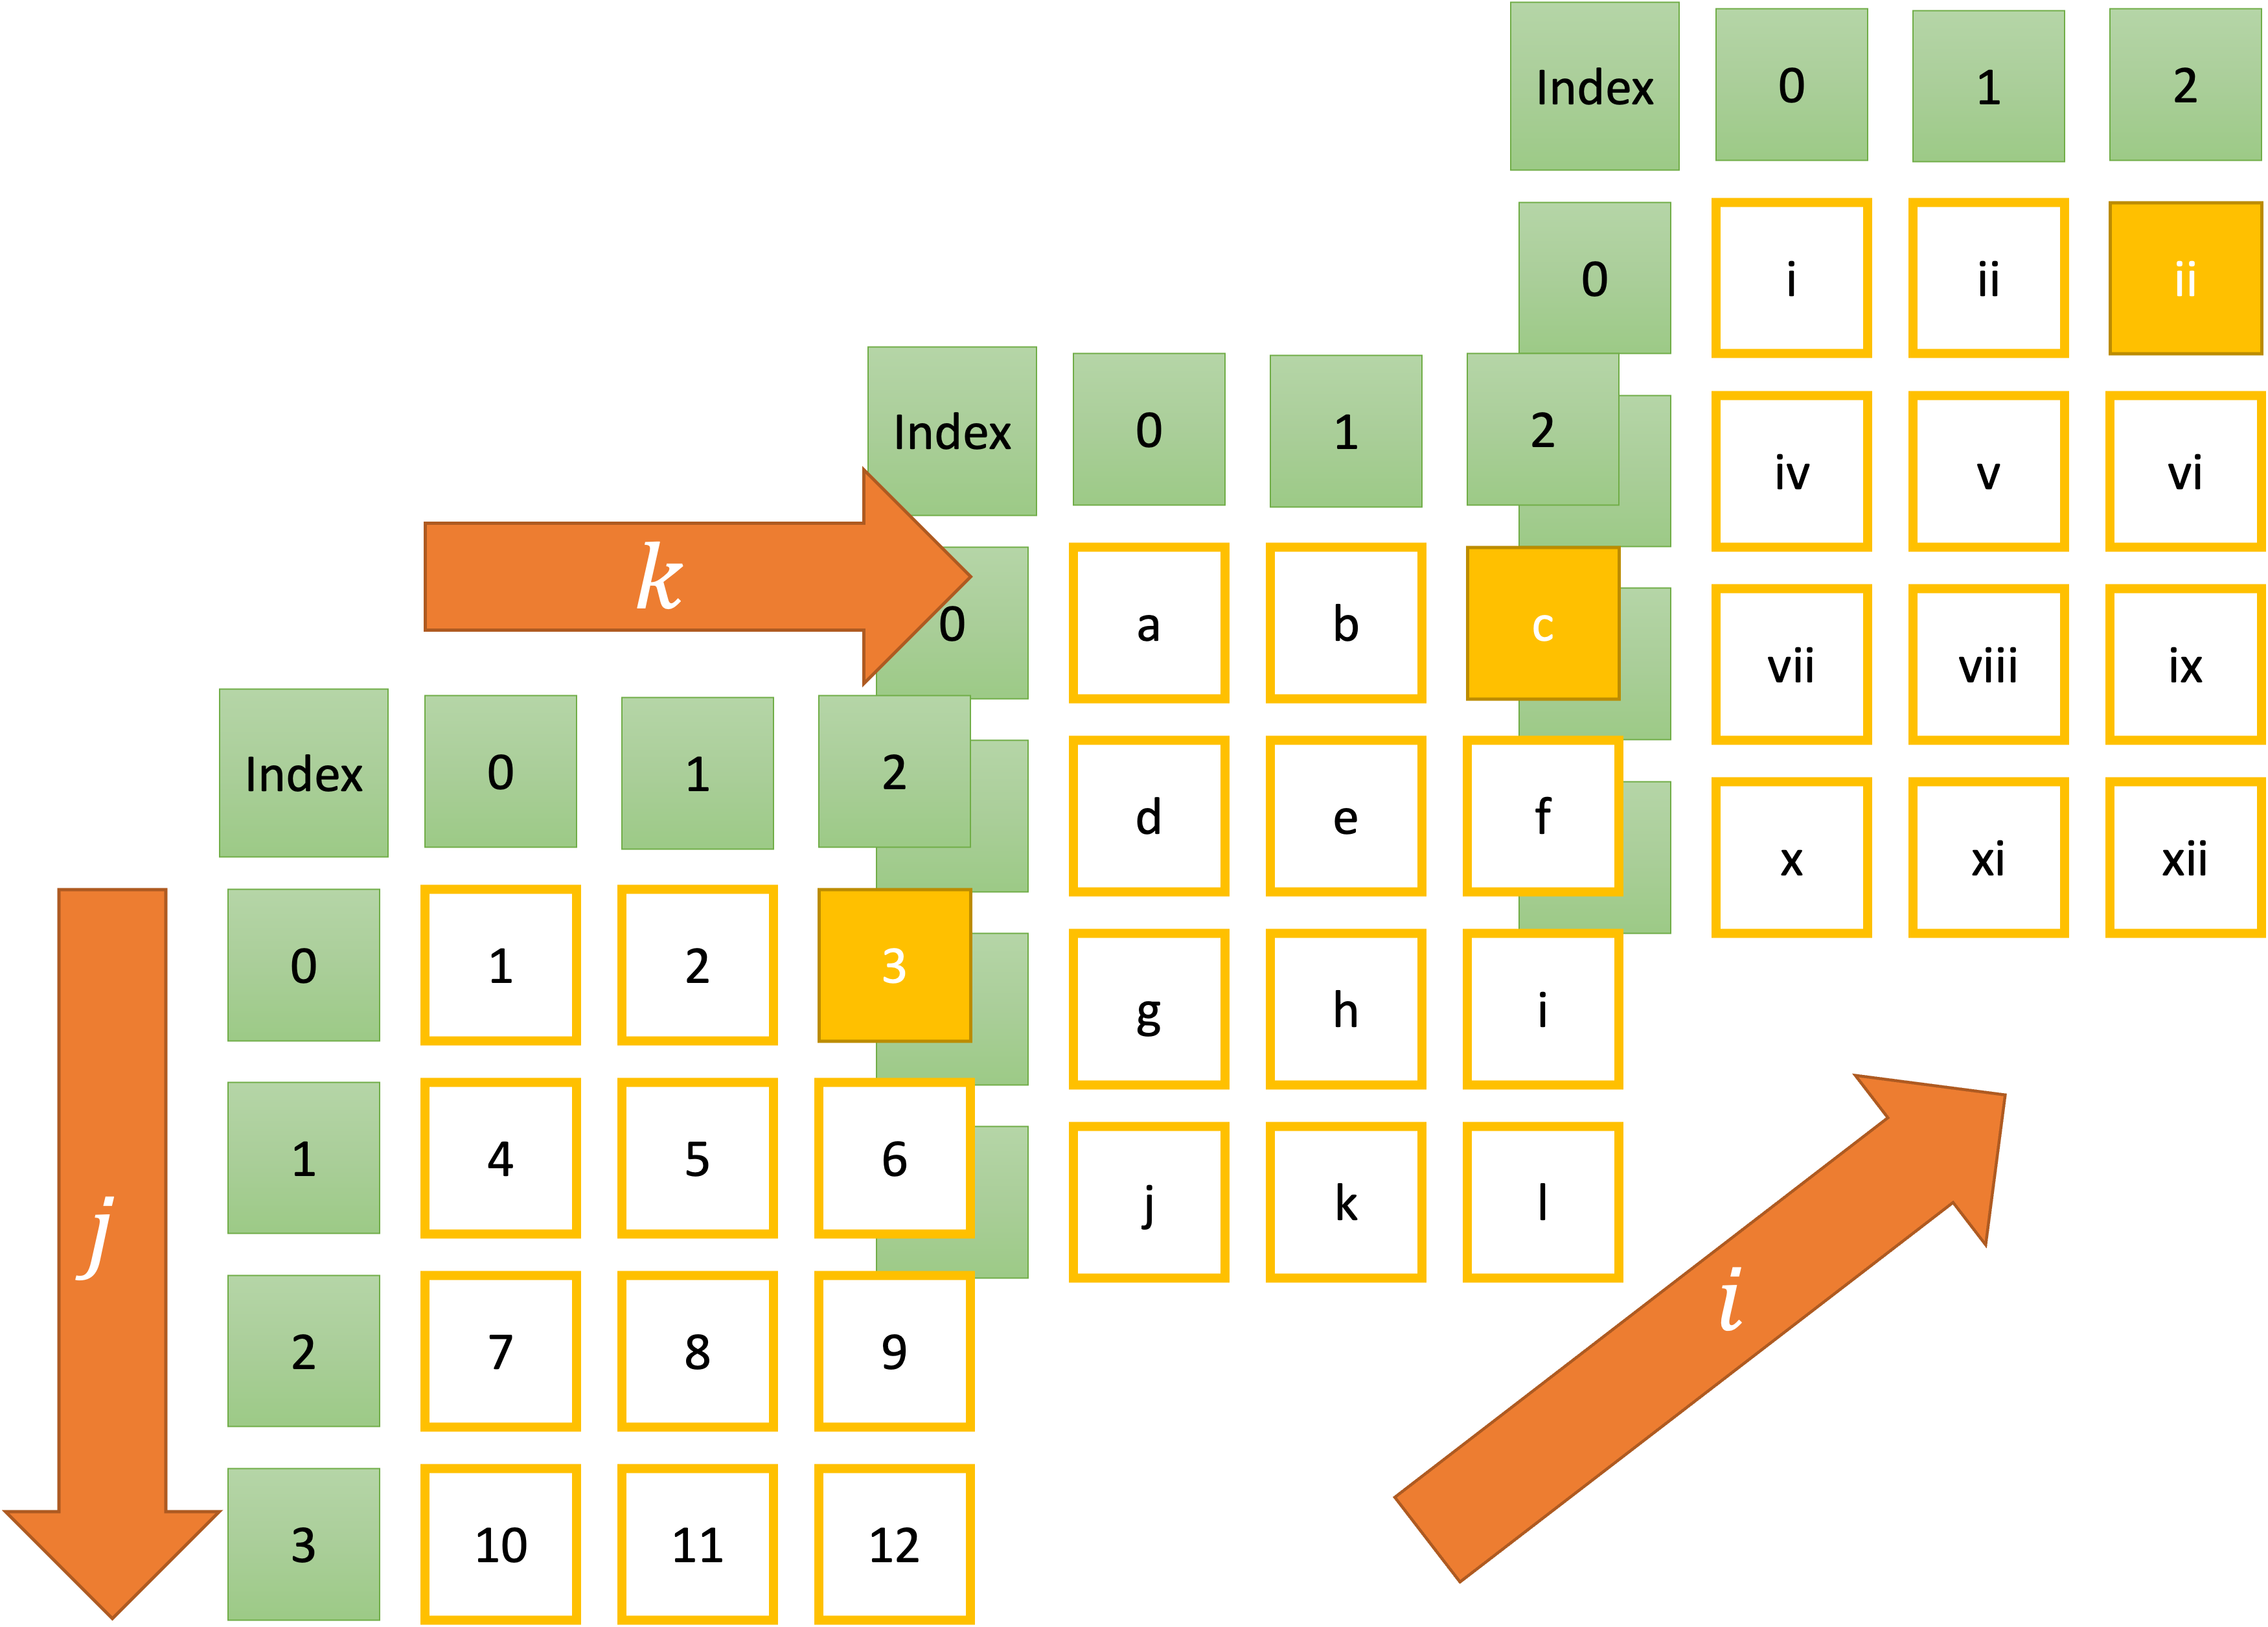 Index 0 1 2
0 i ii ii
iv v vi
vii viii ix
x xi xii
Index 0 1 2
0 a b c
d e f
g h i
j k l
k
Index 0 1 2
0 1 2 3
1 4 5 6
2 7 8 9
3 10 11 12
j
i